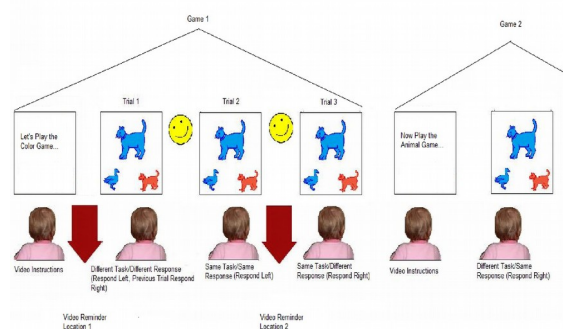 Game 1
Game 2
Trial 1
Trial 2
Trial 3
Let's Play the
Color Game...
Now Play the
Animal Game...
Video Instructions
Different Task/Different Response
(Respond Left, Previous Trial Respond
Right)
Same Task/Same
Response (Respond Left)
Same Task/Different
Response (Respond Right)
Video Instructions
Different Task/Same
Response (Respond Right)
Video Reminder
Location 1
Video Reminder
Location 2